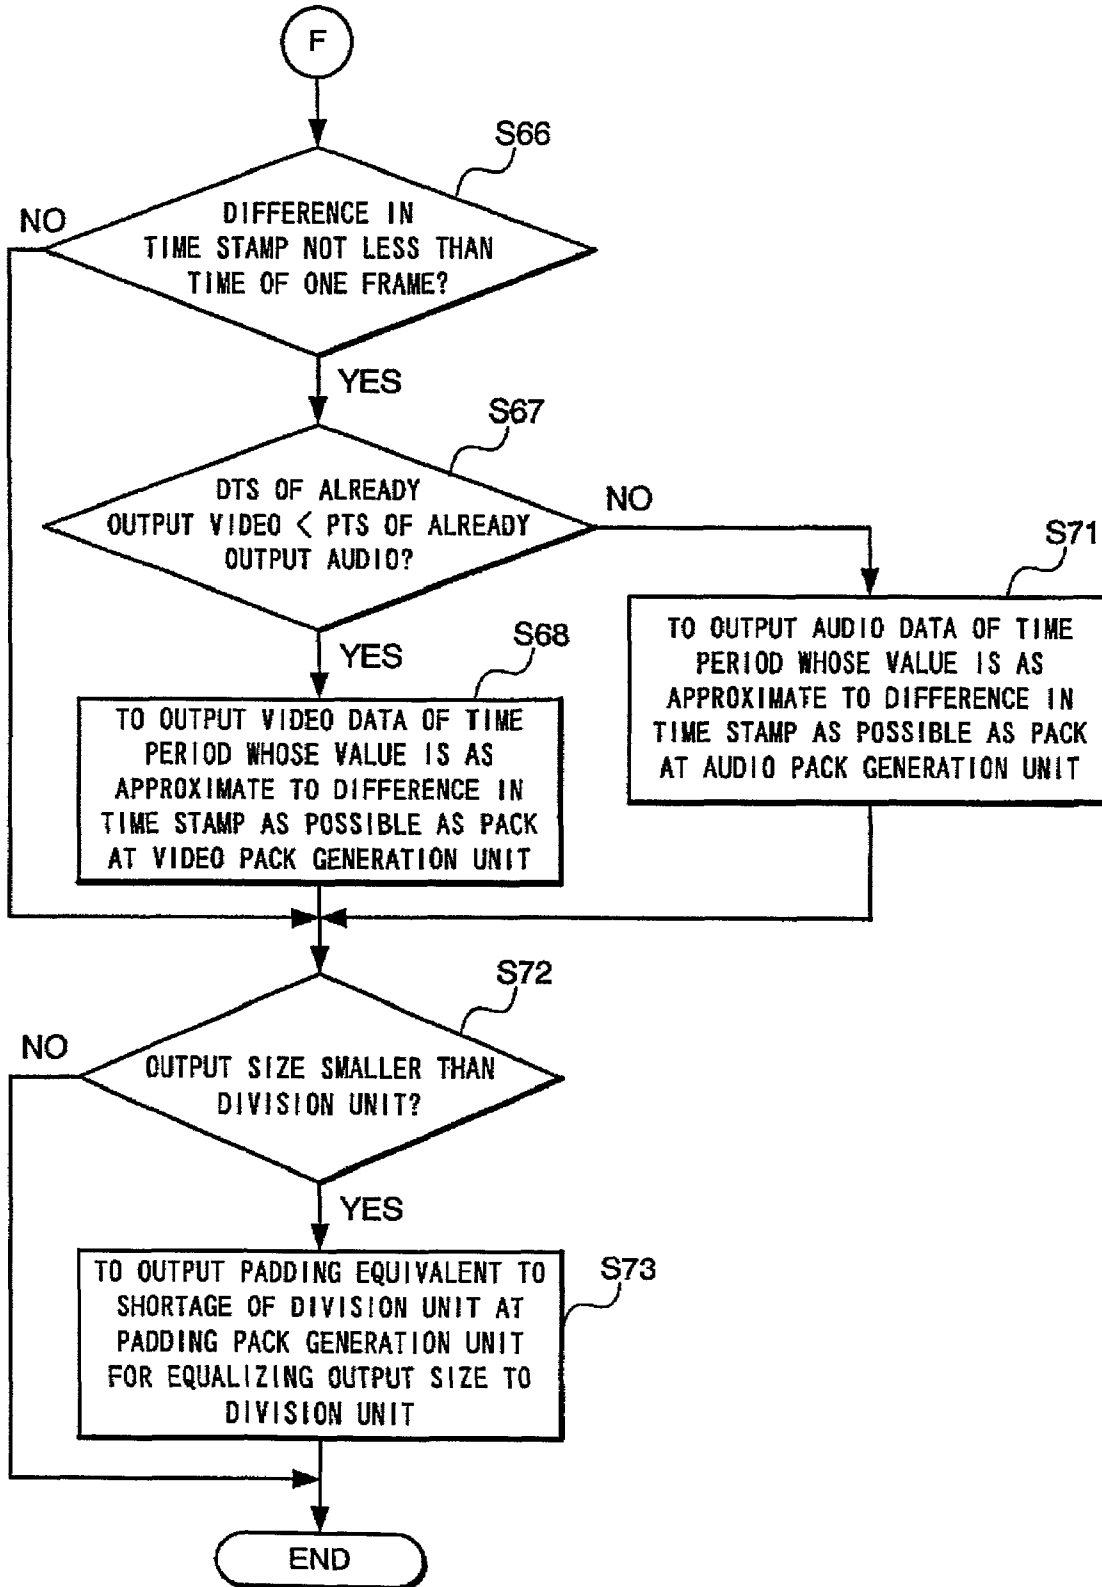 F
S66
NO
DIFFERENCE IN
TIME STAMP NOT LESS THAN
TIME OF ONE FRAME?
YES
S67
DTS OF ALREADY
OUTPUT VIDEO < PTS OF ALREADY
OUTPUT AUDIO?
NO
S71
TO OUTPUT AUDIO DATA OF TIME
PERIOD WHOSE VALUE IS AS
APPROXIMATE TO DIFFERENCE IN
TIME STAMP AS POSSIBLE AS PACK
AT AUDIO PACK GENERATION UNIT
YES
S68
TO OUTPUT VIDEO DATA OF TIME
PERIOD WHOSE VALUE IS AS
APPROXIMATE TO DIFFERENCE IN
TIME STAMP AS POSSIBLE AS PACK
AT VIDEO PACK GENERATION UNIT
S72
NO
OUTPUT SIZE SMALLER THAN
DIVISION UNIT?
YES
S73
TO OUTPUT PADDING EQUIVALENT TO
SHORTAGE OF DIVISION UNIT AT
PADDING PACK GENERATION UNIT
FOR EQUALIZING OUTPUT SIZE TO
DIVISION UNIT
END